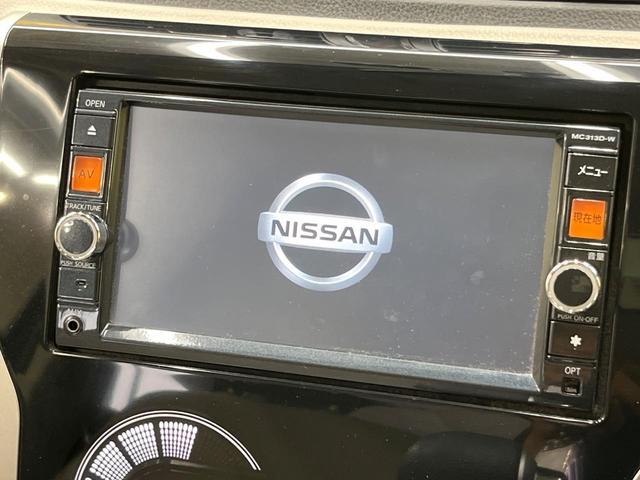 OPEN
MC313D-W
AV
メニュー
TRACK/TUNE
現在地
NISSAN
音量
PUSH SOURCE
PUSH ON-OFF
AUX
OPT